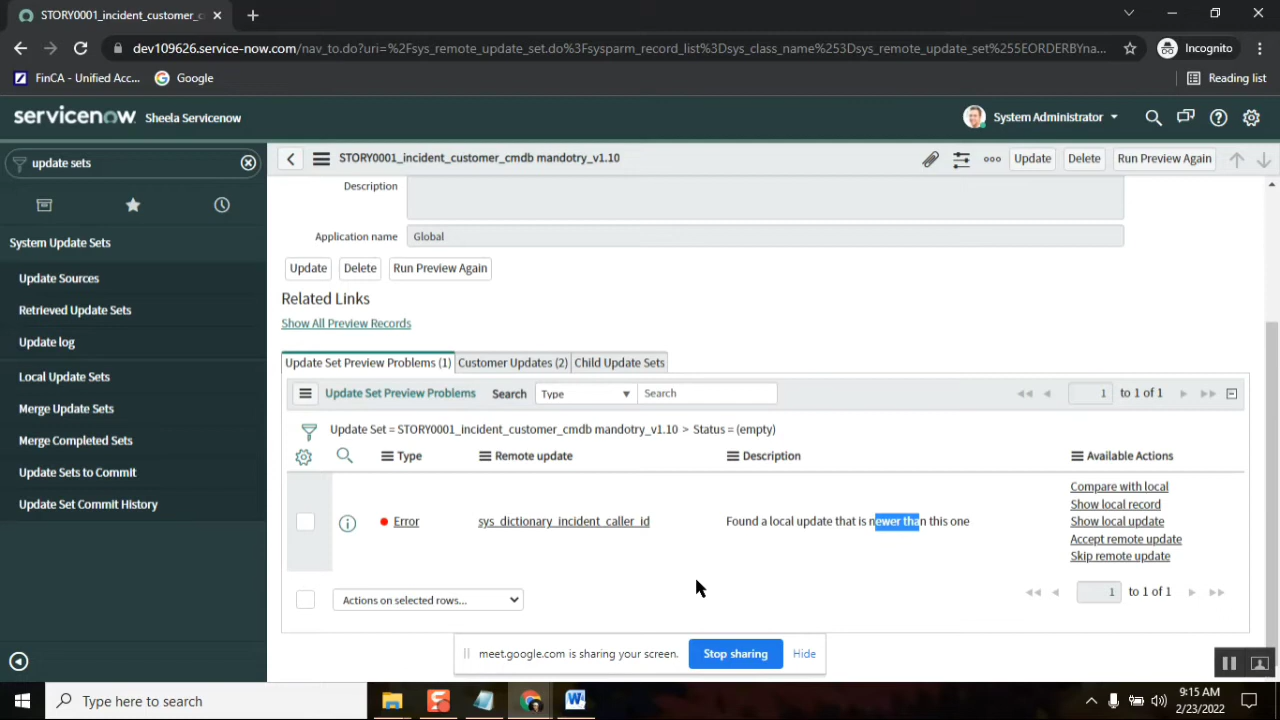 STORY0001_incident_customer_c
dev109626.service-now.com/nav_to.do?uri=%2Fsys_remote_update_set.do%3Fsysparm_record_list%3Dsys_class_name%253Dsys_remote_update_set%255EORDERBYna...
Incognito
FinCA - Unified Acc...
Google
Reading list
servicenow
Sheela Servicenow
System Administrator
update sets
STORY0001_incident_customer_cmdb mandotry_v1.10
Update
Delete
Run Preview Again
Description
System Update Sets
Application name
Global
Update Sources
Update
Delete
Run Preview Again
Related Links
Retrieved Update Sets
Show All Preview Records
Update log
Update Set Preview Problems (1)
Customer Updates (2)
Child Update Sets
Local Update Sets
Update Set Preview Problems
Search
Type
Search
1
to 1 of 1
Merge Update Sets
Update Set = STORY0001_incident_customer_cmdb mandotry_v1.10 > Status = (empty)
Merge Completed Sets
Type
Remote update
Description
Available Actions
Update Sets to Commit
Compare with local
Update Set Commit History
Show local record
Error
sys_dictionary_incident_caller_id
Found a local update that is newer than this one
Show local update
Accept remote update
Skip remote update
Actions on selected rows...
1
to 1 of 1
meet.google.com is sharing your screen.
Stop sharing
Hide
Type here to search
9:15 AM
2/23/2022